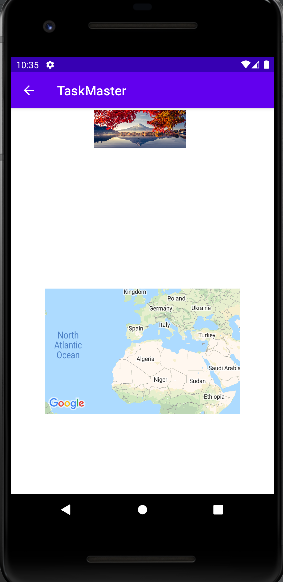 10:35
TaskMaster
Kingdom
Poland
Germany
Ukraine
Italy
Spain
Turkey
North
Atlantic
Ocean
Algeria
Saudi Arabia
Niger
Sudan
Ethiopia
Google